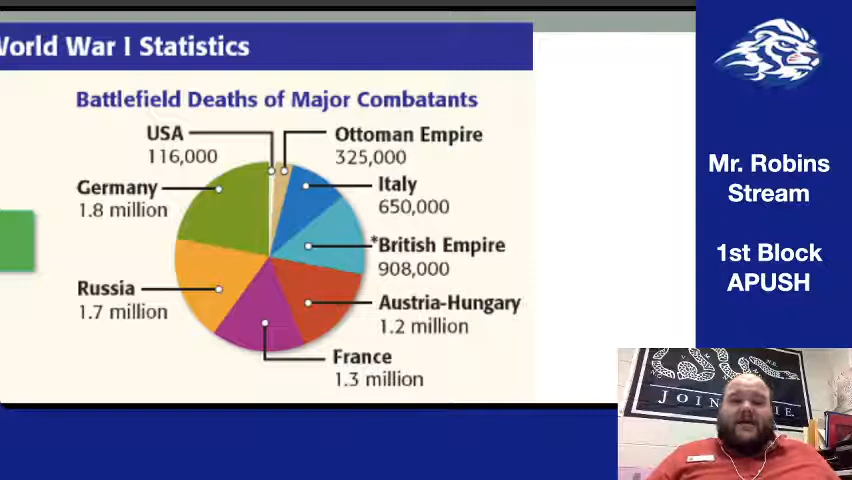 World War I Statistics
Battlefield Deaths of Major Combatants
USA
116,000
Ottoman Empire
325,000
Germany
1.8 million
Italy
650,000
*British Empire
908,000
Russia
1.7 million
Austria-Hungary
1.2 million
France
1.3 million
Mr. Robins
Stream
1st Block
APUSH
JOIN
IE.